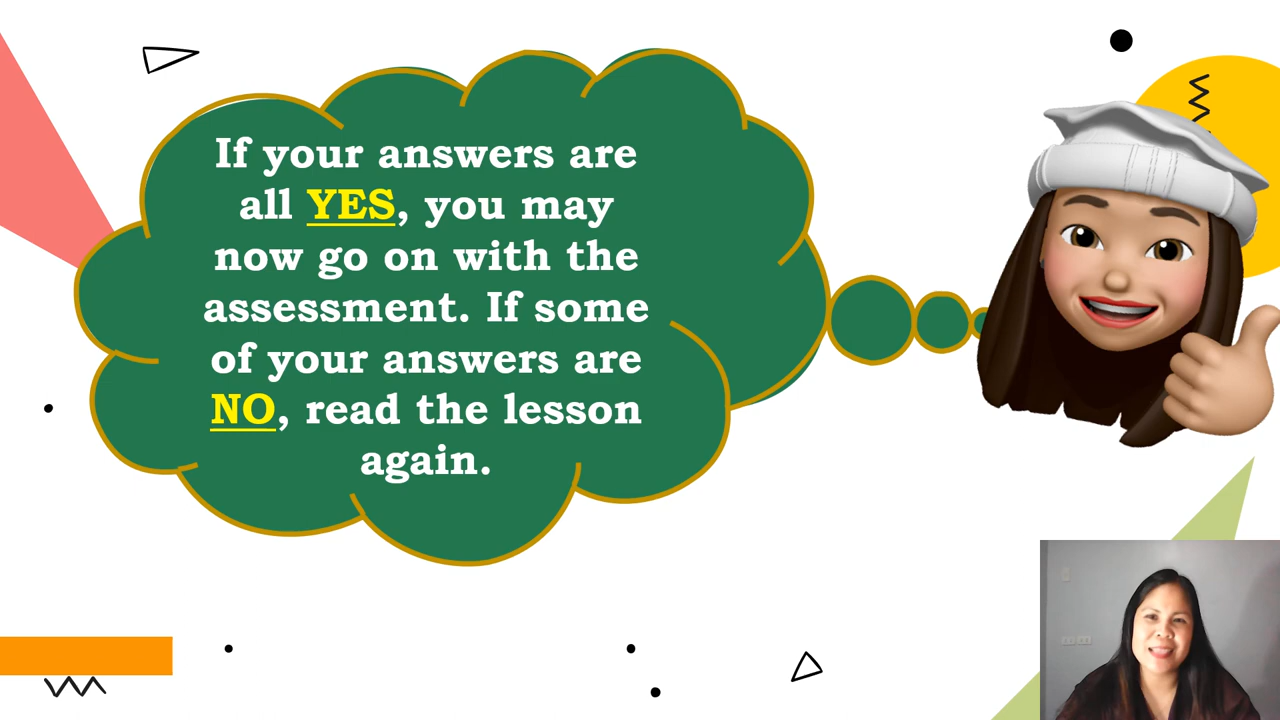 If your answers are
all YES, you may
now go on with the
assessment. If some
of your answers are
NO, read the lesson
again.